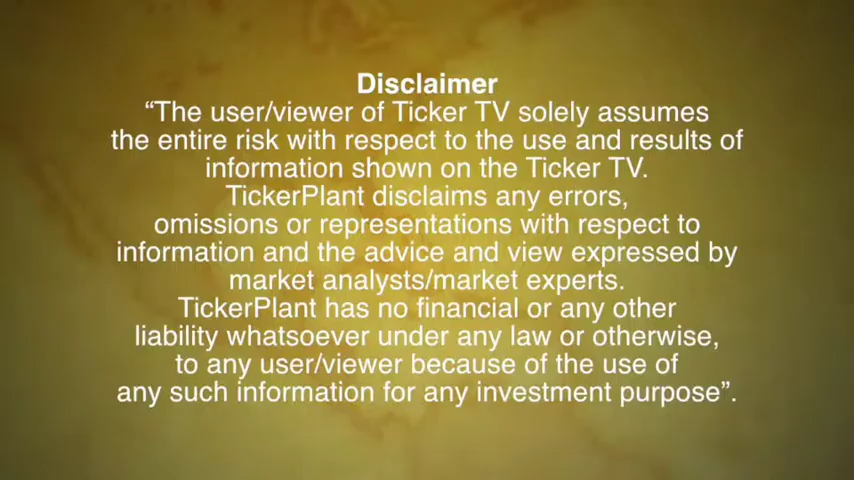 Disclaimer
“The user/viewer of Ticker TV solely assumes
the entire risk with respect to the use and results of
information shown on the Ticker TV.
TickerPlant disclaims any errors,
omissions or representations with respect to
information and the advice and view expressed by
market analysts/market experts.
TickerPlant has no financial or any other
liability whatsoever under any law or otherwise,
to any user/viewer because of the use of
any such information for any investment purpose”.